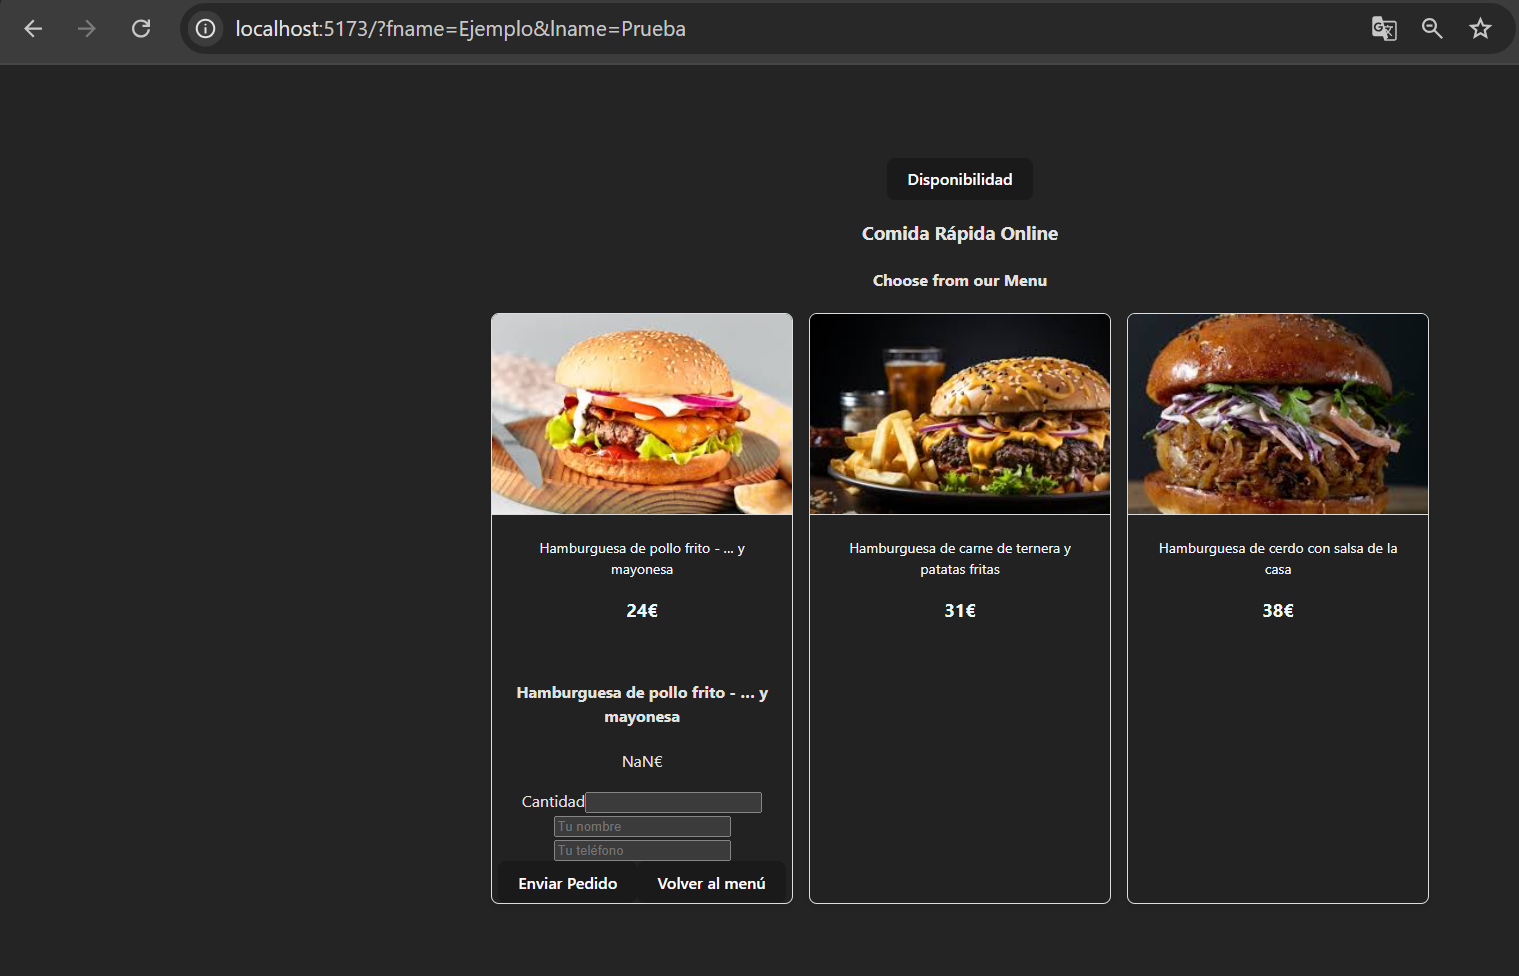 localhost:5173/?fname=Ejemplo&lname=Prueba
Disponibilidad
Comida Rápida Online
Choose from our Menu
Hamburguesa de pollo frito - ... y
mayonesa
24€
Hamburguesa de pollo frito - ... y
mayonesa
NaN€
Cantidad
Tu nombre
Tu teléfono
Enviar Pedido
Volver al menú
Hamburguesa de carne de ternera y
patatas fritas
31€
Hamburguesa de cerdo con salsa de la
casa
38€